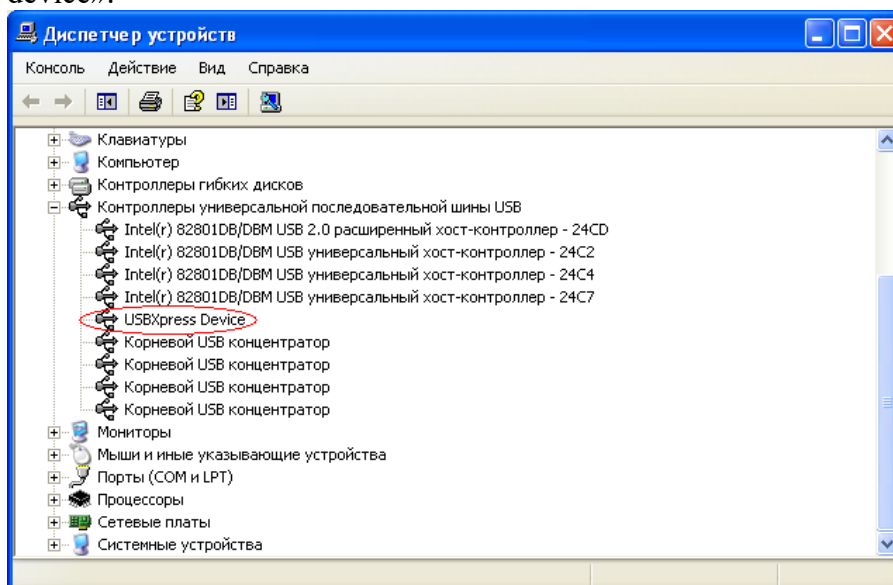 device».
Диспетчер устройств
Консоль Действие Вид Справка
Клавиатуры
Компьютер
Контроллеры гибких дисков
Контроллеры универсальной последовательной шины USB
Intel(r) 82801DB/DBM USB 2.0 расширенный хост-контроллер - 24CD
Intel(r) 82801DB/DBM USB универсальный хост-контроллер - 24C2
Intel(r) 82801DB/DBM USB универсальный хост-контроллер - 24C4
Intel(r) 82801DB/DBM USB универсальный хост-контроллер - 24C7
USBXpress Device
Корневой USB концентратор
Корневой USB концентратор
Корневой USB концентратор
Корневой USB концентратор
Мониторы
Мыши и иные указывающие устройства
Порты (COM и LPT)
Процессоры
Сетевые платы
Системные устройства